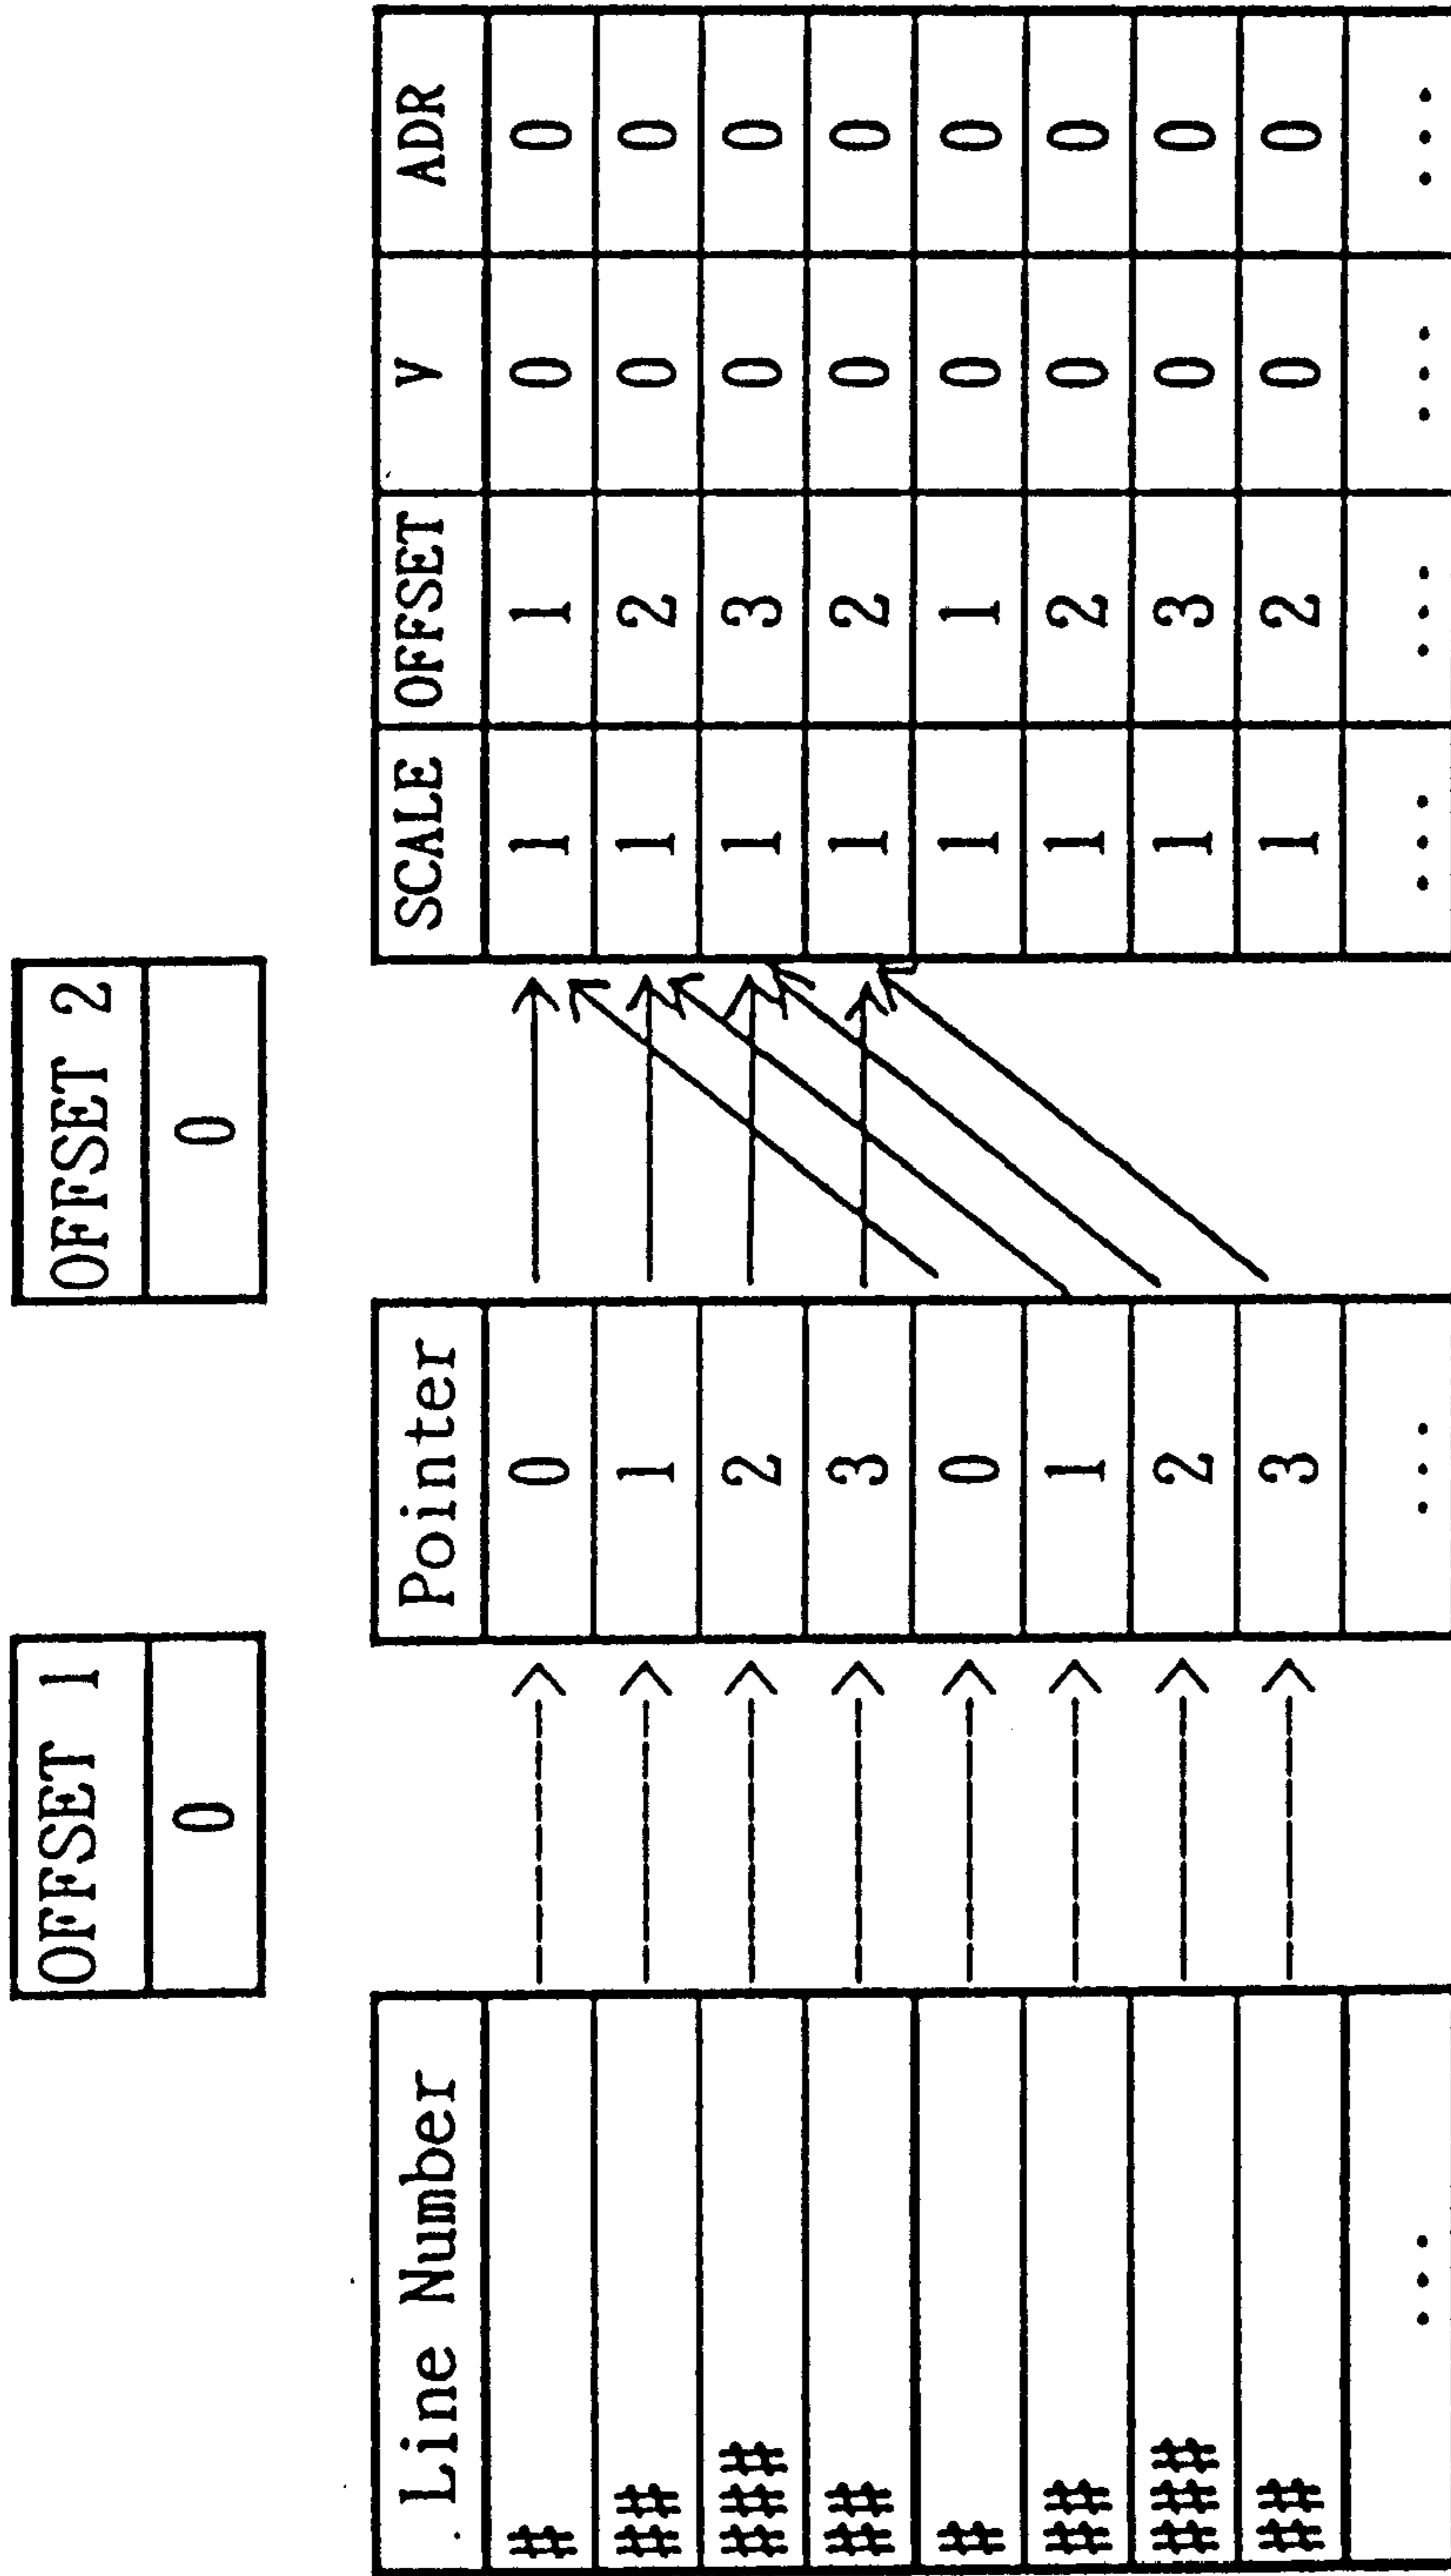 OFFSET 1 OFFSET 2
0 0
Line Number Pointer SCALE OFFSET V ADR
# 0 1 1 0 0
## 1 1 2 0 0
### 2 1 3 0 0
## 3 1 2 0 0
# 0 1 1 0 0
## 1 1 2 0 0
### 2 1 3 0 0
## 3 1 2 0 0
... ... ... ... ... ...